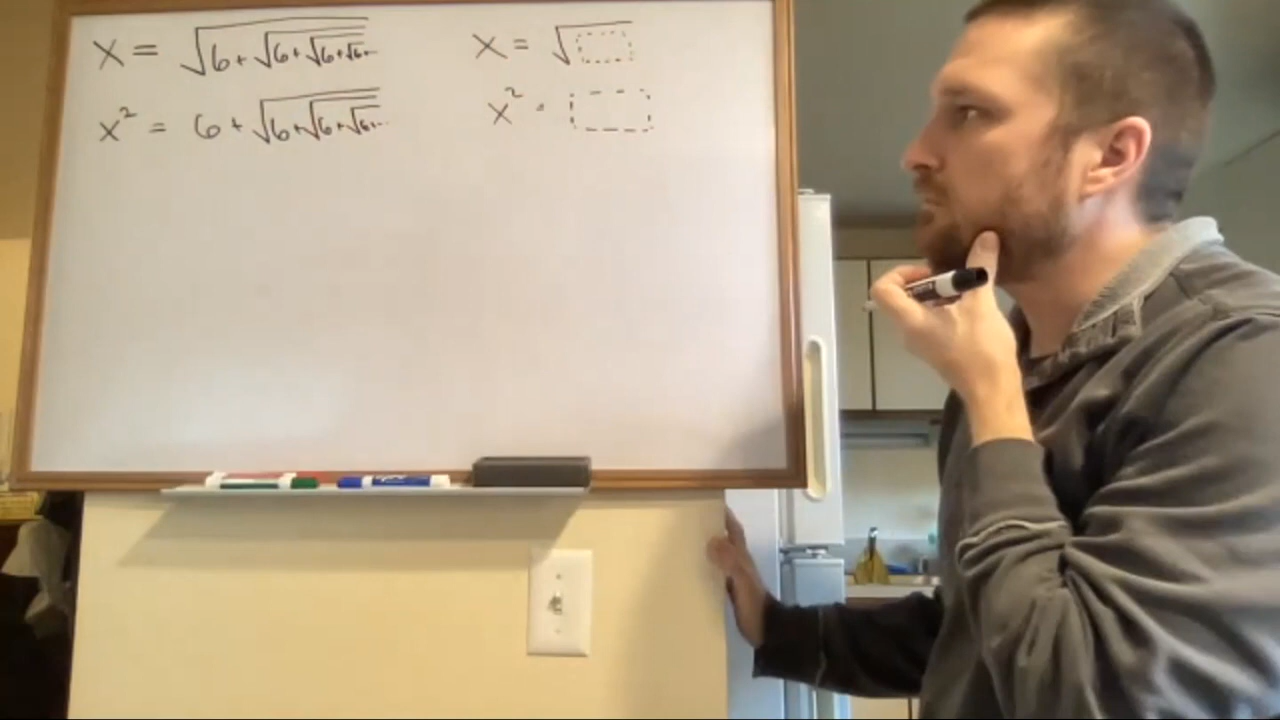 x = √6+√6+√6+√6+...
x² = 6+√6+√6+√6+...
x = √
x² =